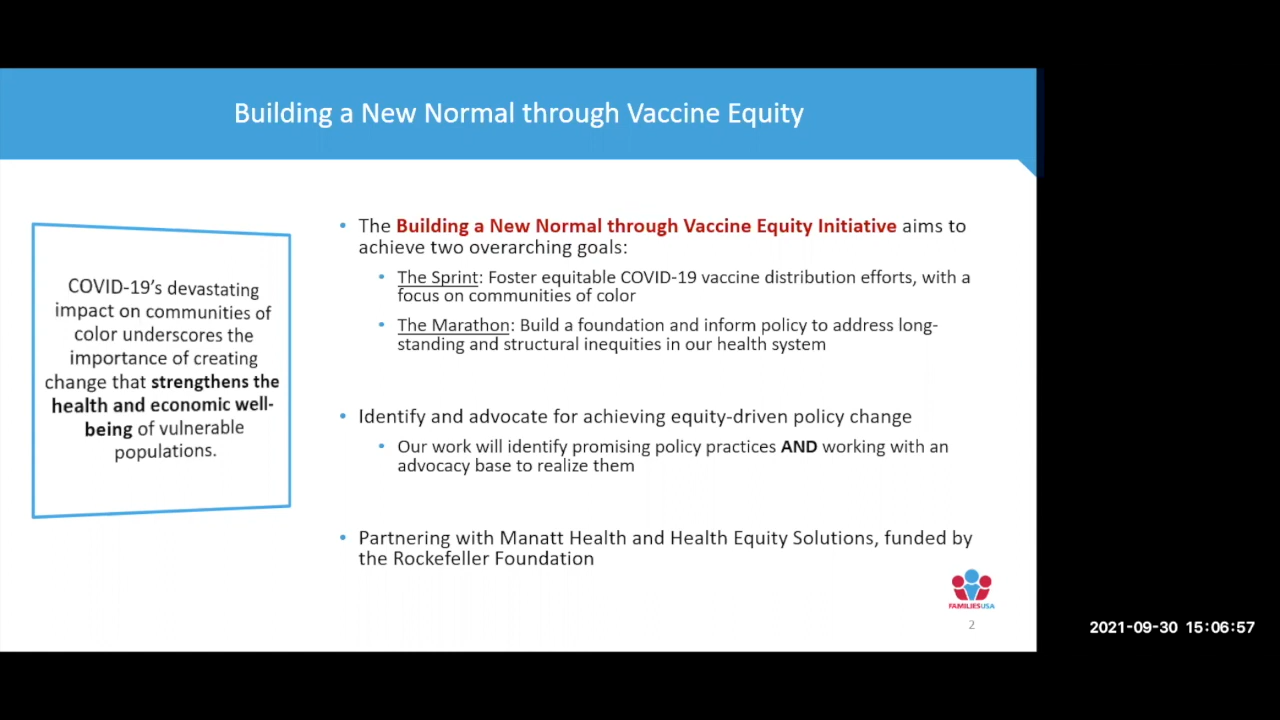 Building a New Normal through Vaccine Equity
COVID-19's devastating
impact on communities of
color underscores the
importance of creating
change that strengthens the
health and economic well-
being of vulnerable
populations.
• The Building a New Normal through Vaccine Equity Initiative aims to
achieve two overarching goals:
• The Sprint: Foster equitable COVID-19 vaccine distribution efforts, with a
focus on communities of color
• The Marathon: Build a foundation and inform policy to address long-
standing and structural inequities in our health system
• Identify and advocate for achieving equity-driven policy change
• Our work will identify promising policy practices AND working with an
advocacy base to realize them
• Partnering with Manatt Health and Health Equity Solutions, funded by
the Rockefeller Foundation
FAMILIESUSA
2
2021-09-30 15:06:57